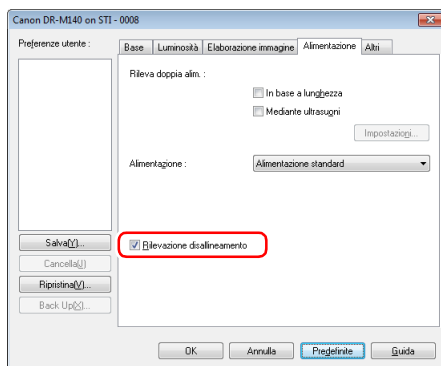 Canon DR-M140 on STI - 0008
Preferenze utente :
Base Luminosità Elaborazione immagine Alimentazione Altri
Rileva doppia alim. :
In base a lunghezza
Mediante ultrasugni
Impostazioni...
Alimentazione : Alimentazione standard
Salva(Y)...
Rilevazione disallineamento
Cancella(J)
Ripristina(V)...
Back Up(X)...
OK Annulla Predefinite Guida